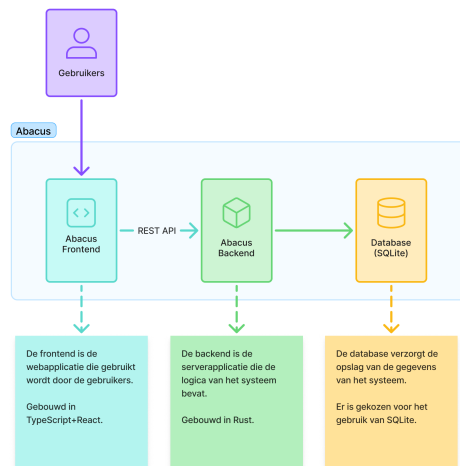 Gebruikers
Abacus
Abacus
Frontend
REST API
Abacus
Backend
Database
(SQLite)
De frontend is de
webapplicatie die gebruikt
wordt door de gebruikers.
Gebouwd in
TypeScript+React.
De backend is de
serverapplicatie die de
logica van het systeem
bevat.
Gebouwd in Rust.
De database verzorgt de
opslag van de gegevens
van het systeem.
Er is gekozen voor het
gebruik van SQLite.